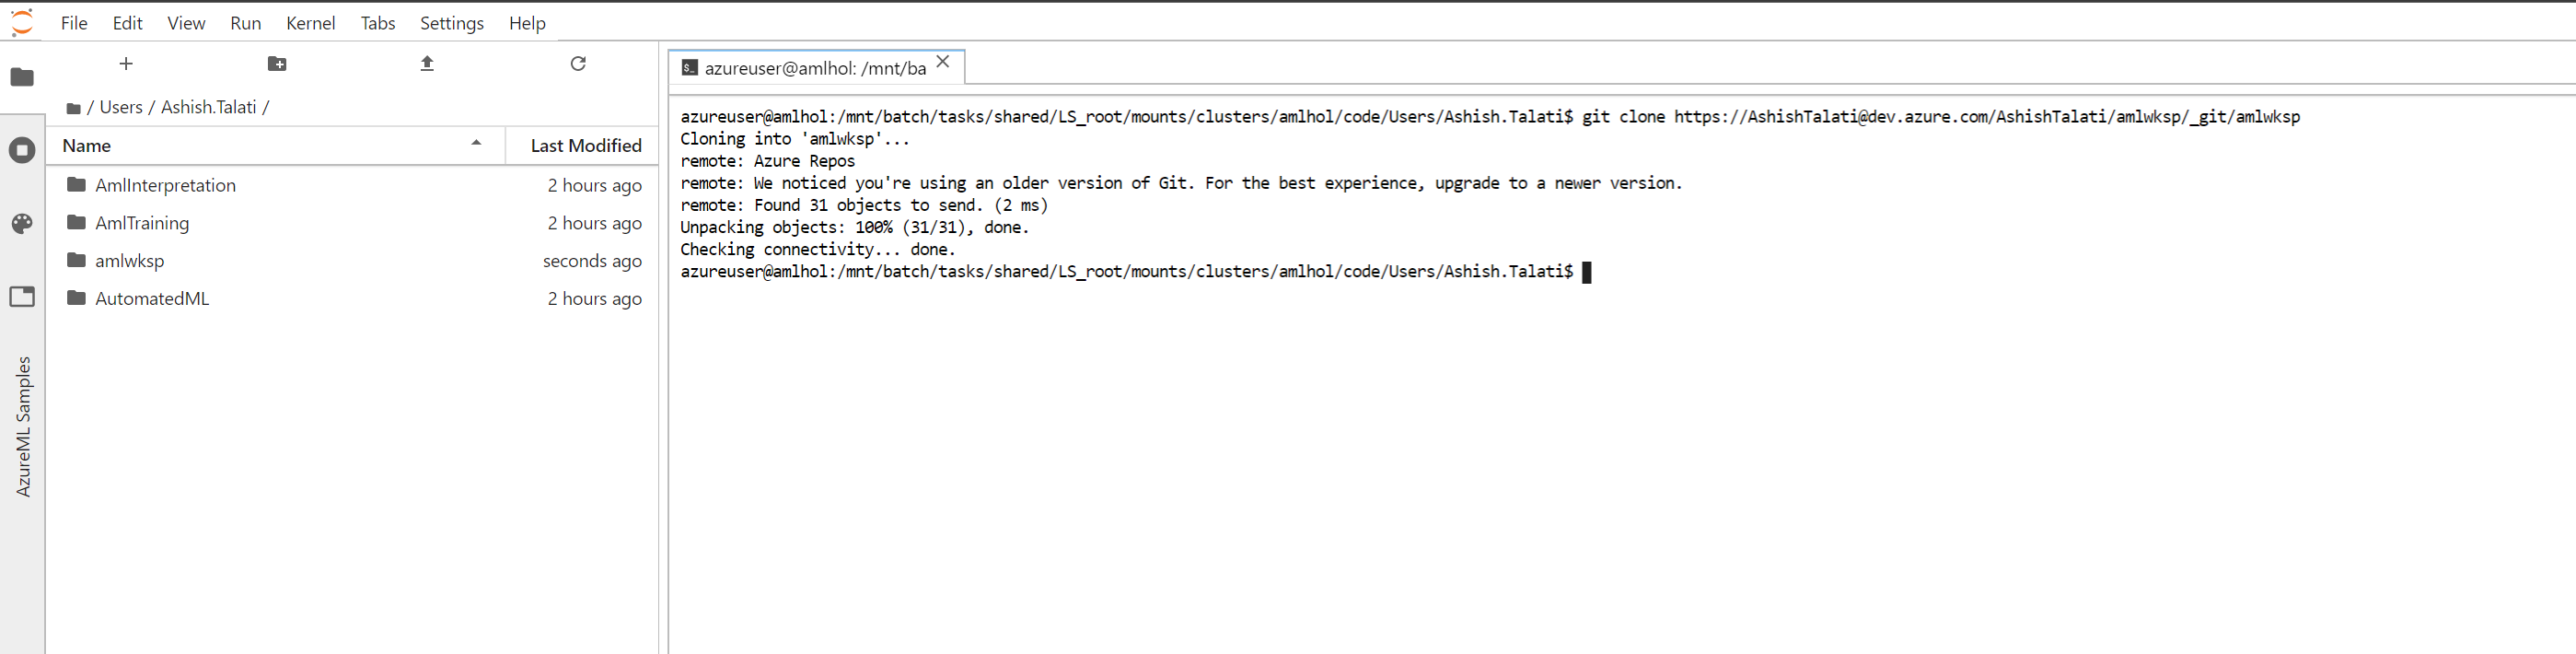 File Edit View Run Kernel Tabs Settings Help
/ Users / Ashish.Talati /
Name Last Modified
AmlInterpretation 2 hours ago
AmlTraining 2 hours ago
amlwksp seconds ago
AutomatedML 2 hours ago
AzureML Samples
azureuser@amlhol: /mnt/ba
azureuser@amlhol:/mnt/batch/tasks/shared/LS_root/mounts/clusters/amlhol/code/Users/Ashish.Talati$ git clone https://AshishTalati@dev.azure.com/AshishTalati/amlwksp/_git/amlwksp
Cloning into 'amlwksp'...
remote: Azure Repos
remote: We noticed you're using an older version of Git. For the best experience, upgrade to a newer version.
remote: Found 31 objects to send. (2 ms)
Unpacking objects: 100% (31/31), done.
Checking connectivity... done.
azureuser@amlhol:/mnt/batch/tasks/shared/LS_root/mounts/clusters/amlhol/code/Users/Ashish.Talati$